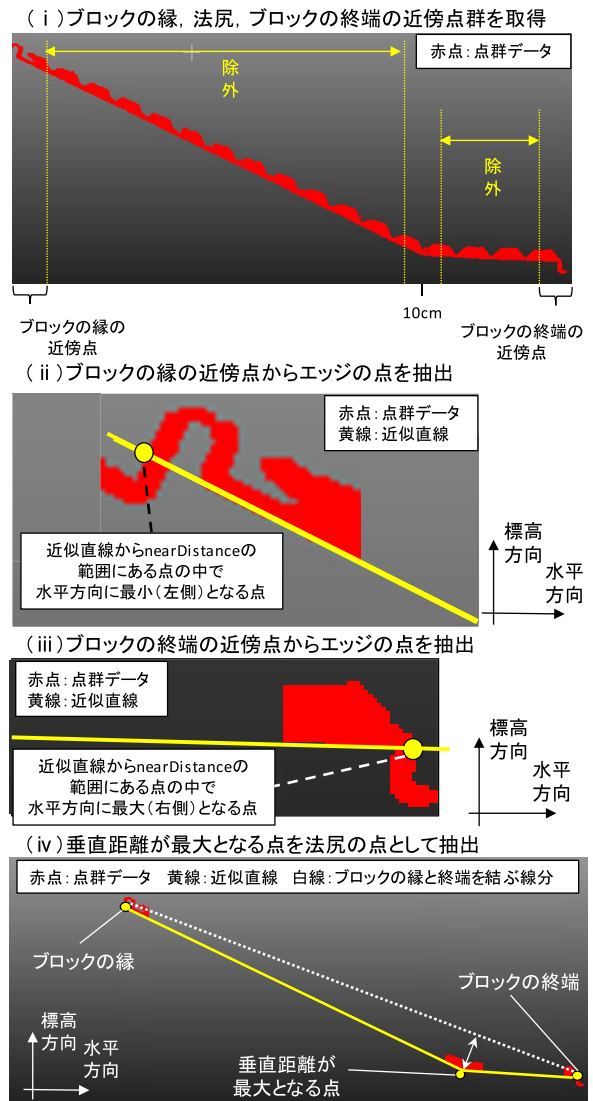 (ⅰ)ブロックの縁，法尻，ブロックの終端の近傍点群を取得
赤点：点群データ
除
外
除
外
10cm
ブロックの縁の
近傍点
ブロックの終端の
近傍点
(ⅱ)ブロックの縁の近傍点からエッジの点を抽出
赤点：点群データ
黄線：近似直線
近似直線からnearDistanceの
範囲にある点の中で
水平方向に最小(左側)となる点
標高
方向
水平
方向
(ⅲ)ブロックの終端の近傍点からエッジの点を抽出
赤点：点群データ
黄線：近似直線
近似直線からnearDistanceの
範囲にある点の中で
水平方向に最大(右側)となる点
標高
方向
水平
方向
(ⅳ)垂直距離が最大となる点を法尻の点として抽出
赤点：点群データ　黄線：近似直線　白線：ブロックの縁と終端を結ぶ線分
ブロックの縁
ブロックの終端
標高
方向
水平
方向
垂直距離が
最大となる点